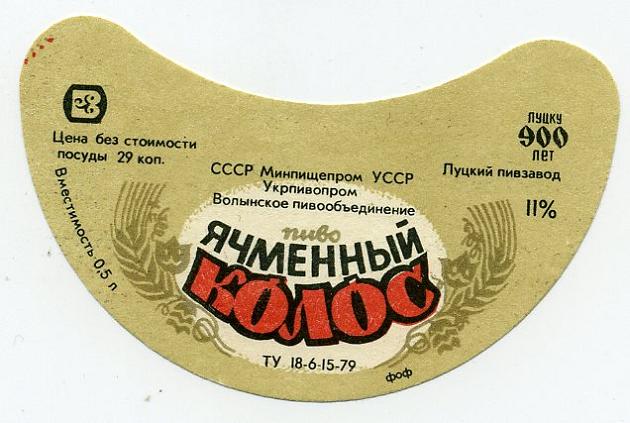 Цена без стоимости
посуды 29 коп.
Вместимость 0,5 л
СССР Минпищепром УССР
Укрпивопром
Волынское пивообъединение
ЛУЦКУ
900
ЛЕТ
Луцкий пивзавод
11%
пиво
ЯЧМЕННЫЙ
КОЛОС
ТУ 18-6-15-79
фоф